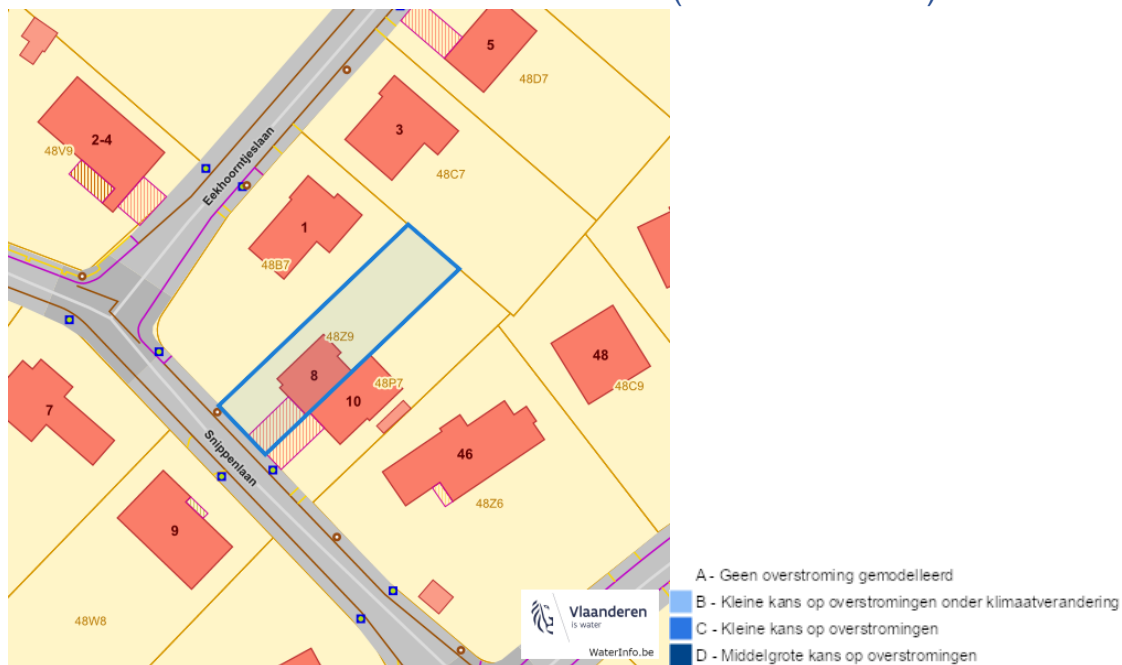 5
48D7
3
2-4
48V9
48C7
Eekhoorntjeslaan
1
48B7
48Z9
48
8
48P7
48C9
10
7
Snippenlaan
46
48Z6
9
A - Geen overstroming gemodelleerd
B - Kleine kans op overstromingen onder klimaatverandering
Vlaanderen
is water
48W8
C - Kleine kans op overstromingen
WaterInfo.be
D - Middelgrote kans op overstromingen